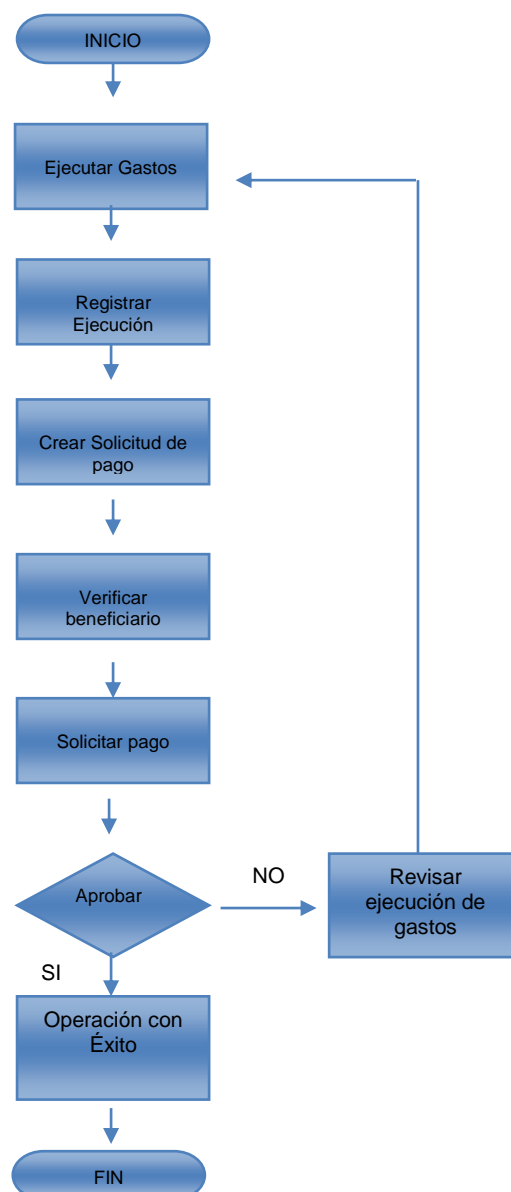 INICIO
Ejecutar Gastos
Registrar
Ejecución
Crear Solicitud de
pago
Verificar
beneficiario
Solicitar pago
Aprobar
NO
Revisar
ejecución de
gastos
SI
Operación con
Éxito
FIN